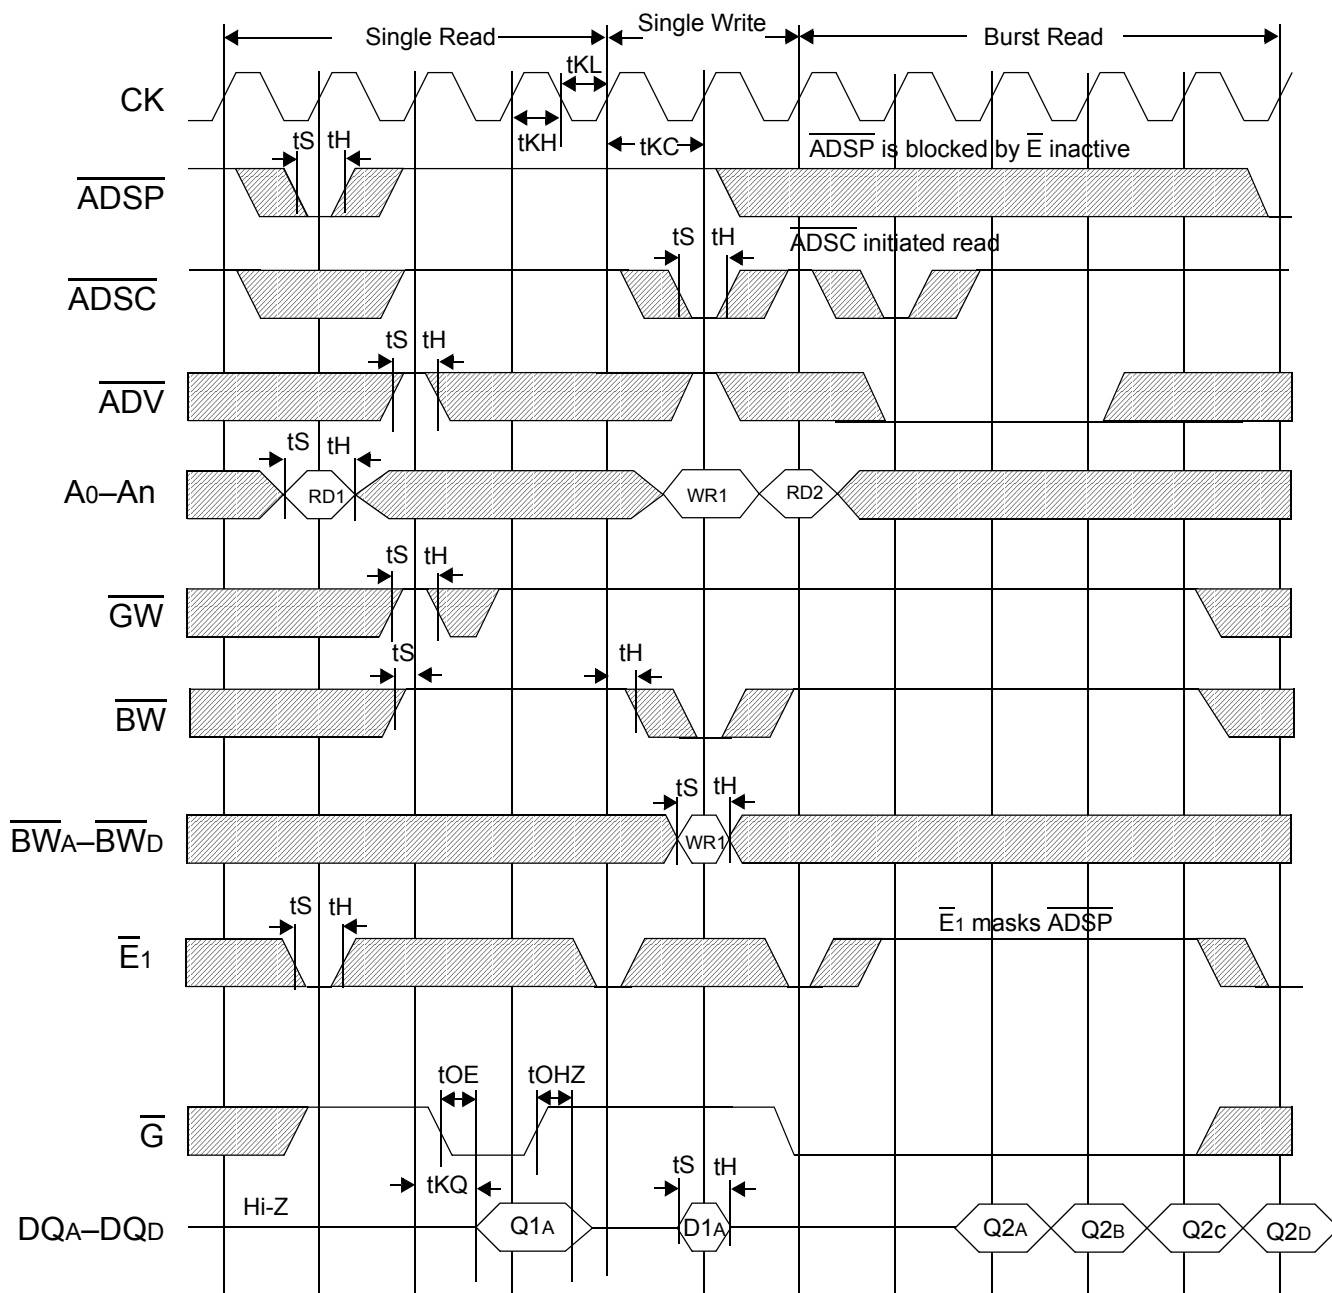 Single Read Single Write Burst Read
CK tKL
tKH tKC
ADSP is blocked by E inactive
tS tH
ADSP
tS tH ADSC initiated read
ADSC
tS tH
ADV
tS tH
A0–An RD1 WR1 RD2
tS tH
GW
tS tH
BW
tS tH
BWA–BWD WR1
tS tH E1 masks ADSP
E1
tOE tOHZ
G
tKQ tS tH
Hi-Z
DQA–DQD Q1A D1A Q2A Q2B Q2C Q2D